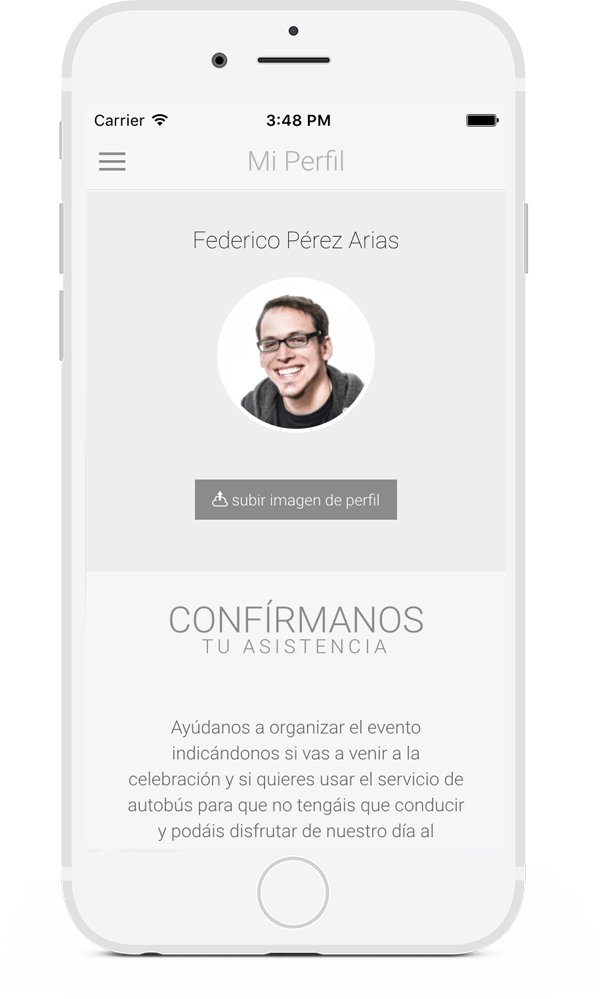 Carrier 3:48 PM
Mi Perfil
Federico Pérez Arias
subir imagen de perfil
CONFÍRMANOS
TU ASISTENCIA
Ayúdanos a organizar el evento
indicándonos si vas a venir a la
celebración y si quieres usar el servicio de
autobús para que no tengáis que conducir
y podáis disfrutar de nuestro día al